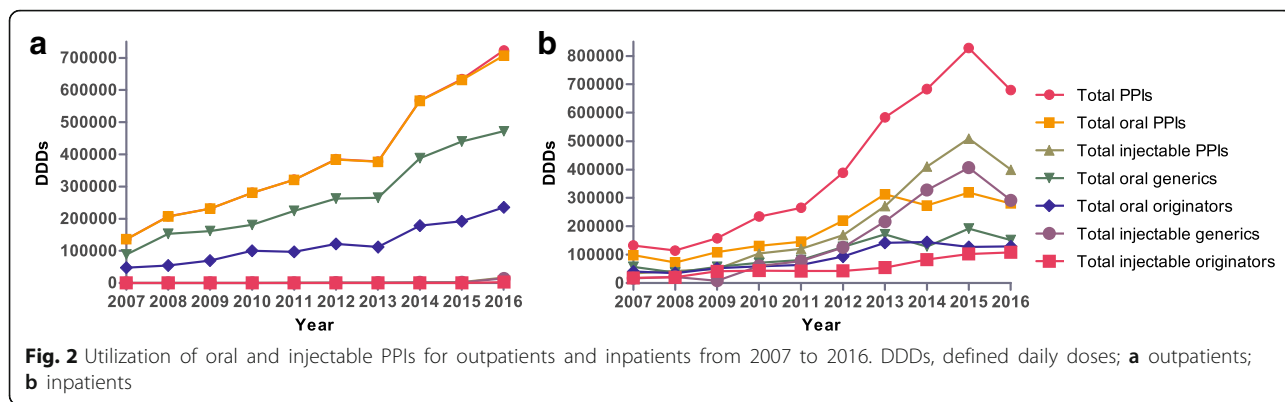 a
700000
600000
500000
400000
300000
200000
100000
0
DDDs
2007 2008 2009 2010 2011 2012 2013 2014 2015 2016
Year
b
800000
700000
600000
500000
400000
300000
200000
100000
0
DDDs
2007 2008 2009 2010 2011 2012 2013 2014 2015 2016
Year
Total PPIs
Total oral PPIs
Total injectable PPIs
Total oral generics
Total oral originators
Total injectable generics
Total injectable originators
Fig. 2 Utilization of oral and injectable PPIs for outpatients and inpatients from 2007 to 2016. DDDs, defined daily doses; a outpatients;
b inpatients